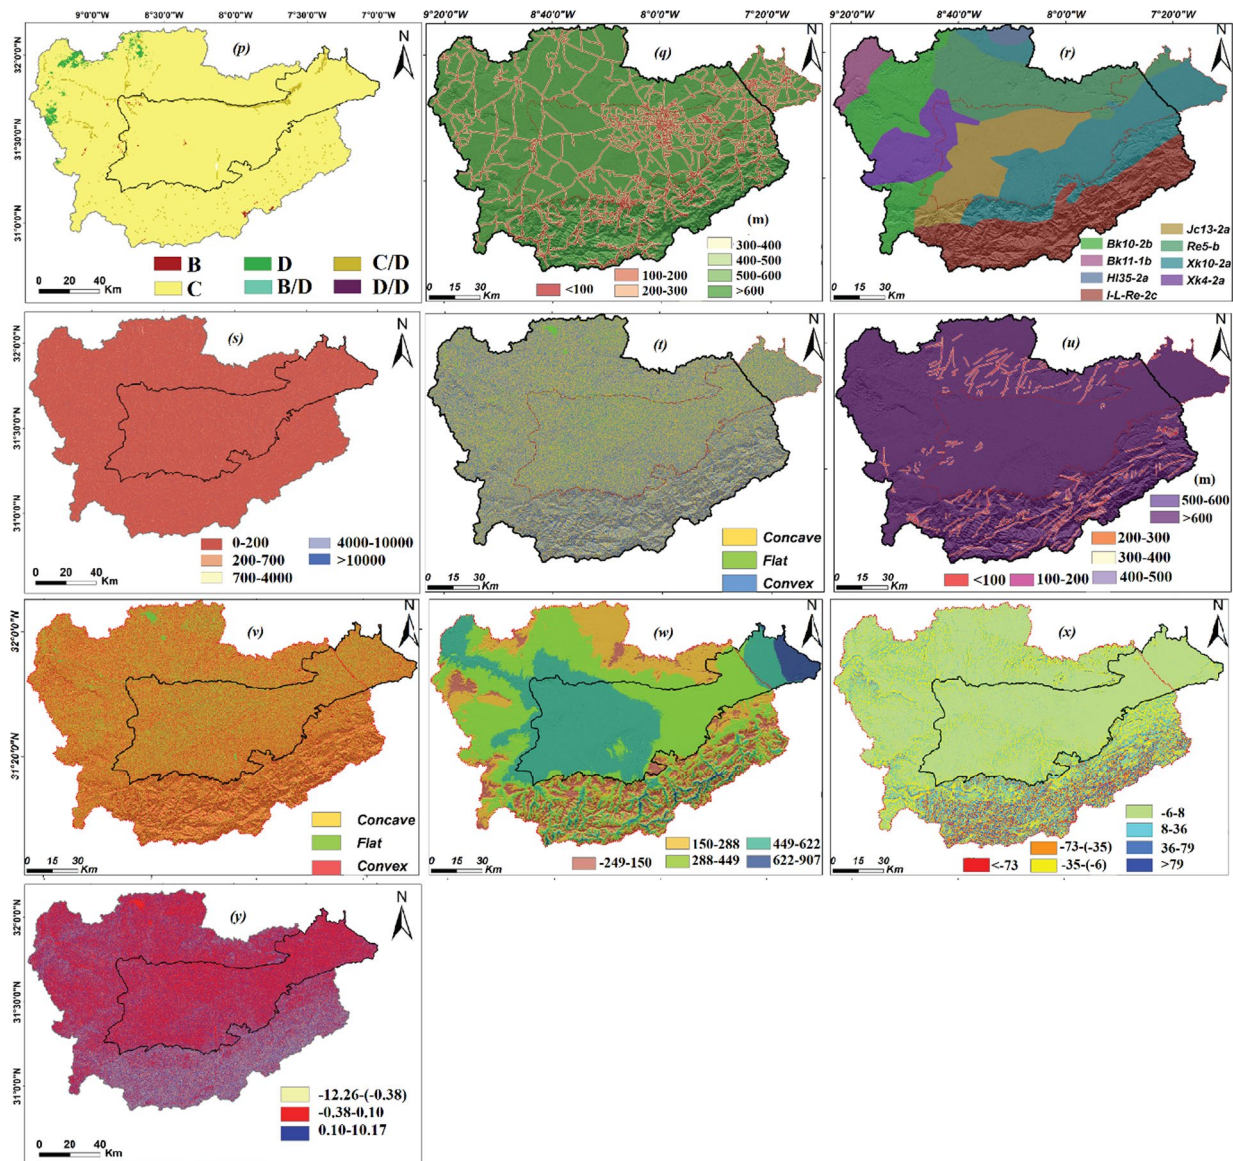 9°0'0"W 8°30'0"W 8°0'0"W 7°30'0"W 7°0'0"W
32°0'0"N
31°30'0"N
31°0'0"N
(p)
N
B D C/D
C B/D D/D
0 20 40
Km
9°20'W 8°40'W 8°0'W 7°20'W
(q)
N
(m)
300-400
400-500
100-200 500-600
<100 200-300 >600
0 15 30
Km
9°20'W 8°40'W 8°0'W 7°20'W
(r)
N
Jc13-2a
Bk10-2b Re5-b
Bk11-1b Xk10-2a
Hl35-2a Xk4-2a
I-L-Re-2c
0 15 30
Km
32°0'0"N
31°30'0"N
31°0'0"N
(s)
N
0-200 4000-10000
200-700 >10000
700-4000
0 20 40
Km
(t)
N
Concave
Flat
Convex
0 15 30
Km
(u)
N
(m)
500-600
>600
200-300
300-400
<100 100-200 400-500
0 15 30
Km
32°0'0"N
31°20'0"N
(v)
N
Concave
Flat
Convex
0 15 30
Km
(w)
N
150-288 449-622
-249-150 288-449 622-907
0 15 30
Km
(x)
N
-6-8
8-36
-73-(-35) 36-79
<-73 -35-(-6) >79
0 15 30
Km
32°0'0"N
31°30'0"N
31°0'0"N
(y)
N
-12.26-(-0.38)
-0.38-0.10
0.10-10.17
0 20 40
Km